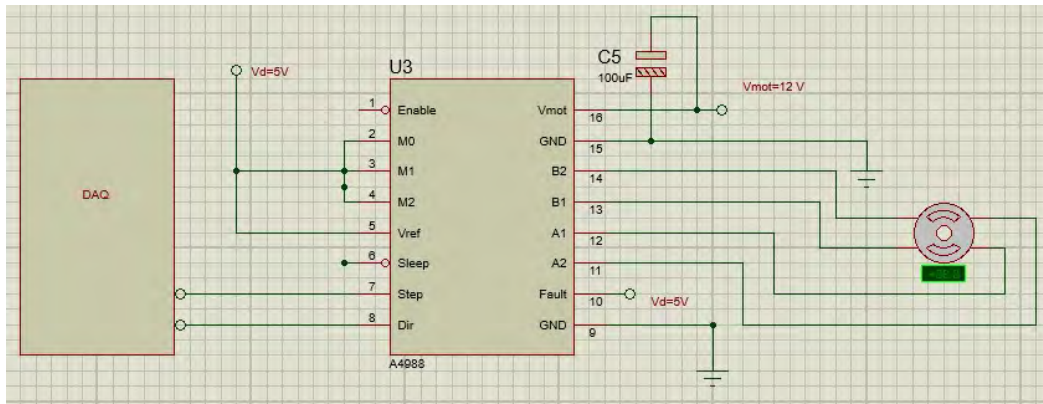 U3
C5
100uF
Vd=5V
Vmot=12 V
DAQ
1 Enable
2 M0
3 M1
4 M2
5 Vref
6 Sleep
7 Step
8 Dir
Vmot 16
GND 15
B2 14
B1 13
A1 12
A2 11
Fault 10
GND 9
Vd=5V
A4988